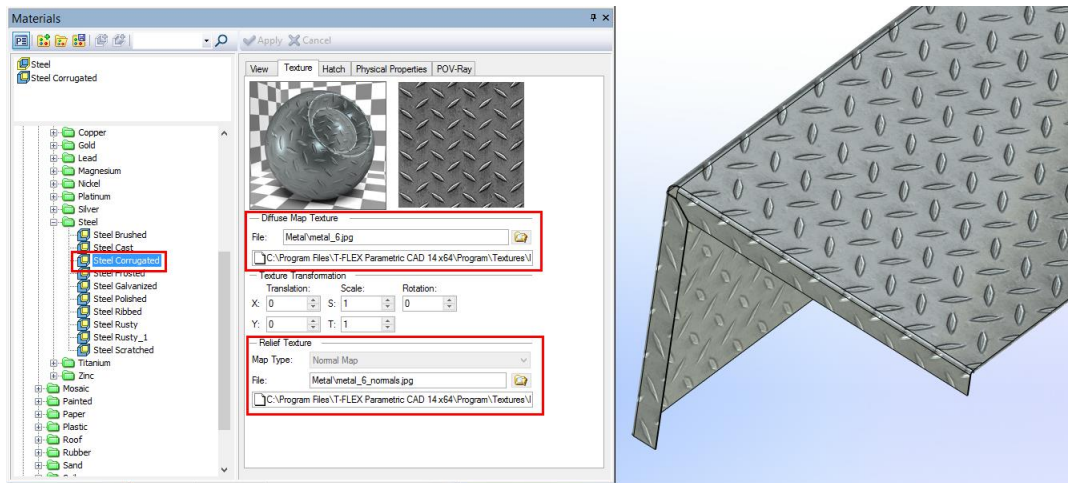 Materials
Apply Cancel
Steel
Steel Corrugated
Copper
Gold
Lead
Magnesium
Nickel
Platinum
Silver
Steel
Steel Brushed
Steel Cast
Steel Corrugated
Steel Frosted
Steel Galvanized
Steel Polished
Steel Ribbed
Steel Rusty
Steel Rusty_1
Steel Scratched
Titanium
Zinc
Mosaic
Painted
Paper
Plastic
Roof
Rubber
Sand
View Texture Hatch Physical Properties POV-Ray
Diffuse Map Texture
File: Metal\metal_6.jpg
C:\Program Files\T-FLEX Parametric CAD 14 x64\Program\Textures\
Texture Transformation
Translation: Scale: Rotation:
X: 0 S: 1 0
Y: 0 T: 1
Relief Texture
Map Type: Normal Map
File: Metal\metal_6_normals.jpg
C:\Program Files\T-FLEX Parametric CAD 14 x64\Program\Textures\